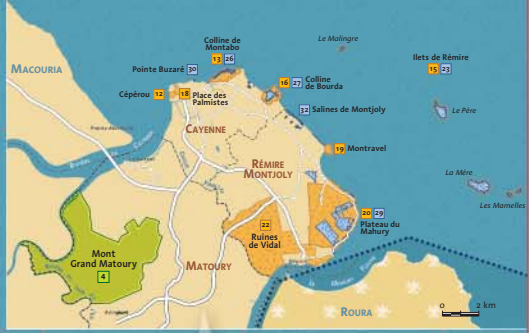 Colline de
Montabo
13 26
Le Malingre
Macouria
Pointe Buzaré 30
Ilets de Rémire
15 23
16 27 Colline
de Bourda
Cépérou 12
18 Place des
Palmistes
32 Salines de Montjoly
Le Père
Cayenne
19 Montravel
Rémire
Montjoly
La Mère
Les Mamelles
20 29
Plateau du
Mahury
22
Ruines
de Vidal
Mont
Grand Matoury
4
Matoury
Roura
0 2 km